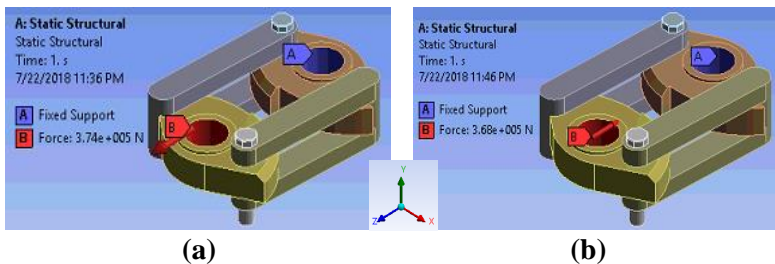 A: Static Structural
Static Structural
Time: 1. s
7/22/2018 11:36 PM
A Fixed Support
B Force: 3.74e+005 N
A
B
(a)
Y
Z
X
A: Static Structural
Static Structural
Time: 1. s
7/22/2018 11:46 PM
A Fixed Support
B Force: 3.68e+005 N
A
B
(b)